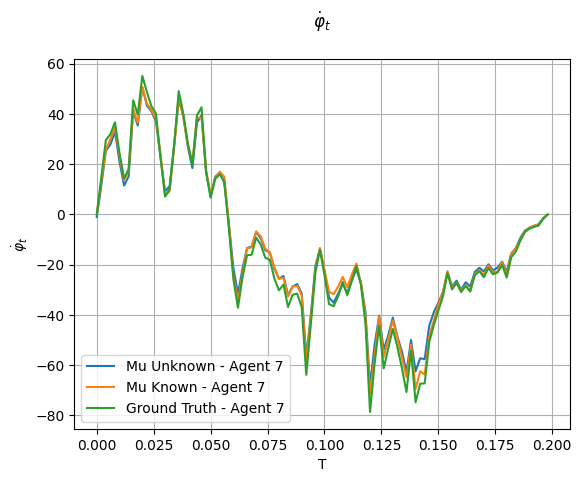 φ̇ₜ
60
40
20
0
−20
−40
−60
−80
φ̇ₜ
Mu Unknown - Agent 7
Mu Known - Agent 7
Ground Truth - Agent 7
0.000 0.025 0.050 0.075 0.100 0.125 0.150 0.175 0.200
T